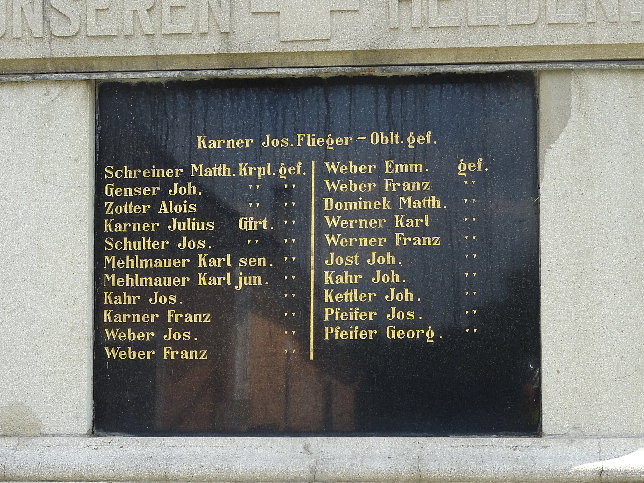 UNSEREN HELDEN
Karner Jos. Flieger-Oblt. gef.
Schreiner Matth. Krpl. gef.
Genser Joh. " "
Zotter Alois " "
Karner Julius Gfrt. "
Schulter Jos. " "
Mehlmauer Karl sen. "
Mehlmauer Karl jun. "
Kahr Jos. "
Karner Franz "
Weber Jos. "
Weber Franz "
Weber Emm. gef.
Weber Franz "
Dominek Matth. "
Werner Karl "
Werner Franz "
Jost Joh. "
Kahr Joh. "
Kettler Joh. "
Pfeifer Jos. "
Pfeifer Georg. "